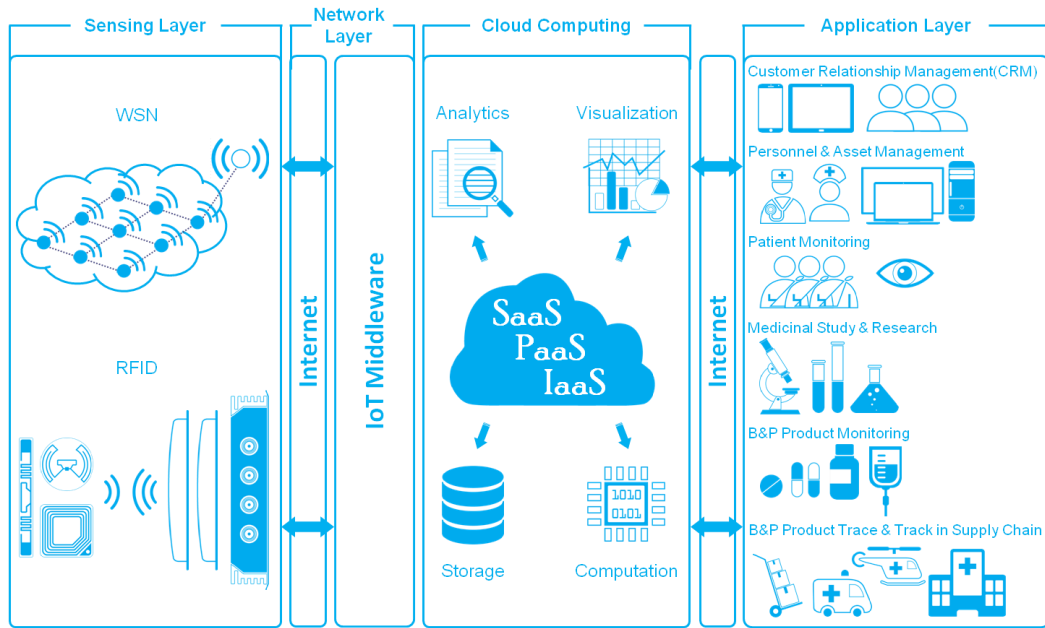 Sensing Layer
Network
Layer
Cloud Computing
Application Layer
WSN
RFID
Internet
IoT Middleware
Analytics
Visualization
SaaS
PaaS
IaaS
Storage
1010
0101
Computation
Internet
Customer Relationship Management(CRM)
Personnel & Asset Management
Patient Monitoring
Medicinal Study & Research
B&P Product Monitoring
B&P Product Trace & Track in Supply Chain